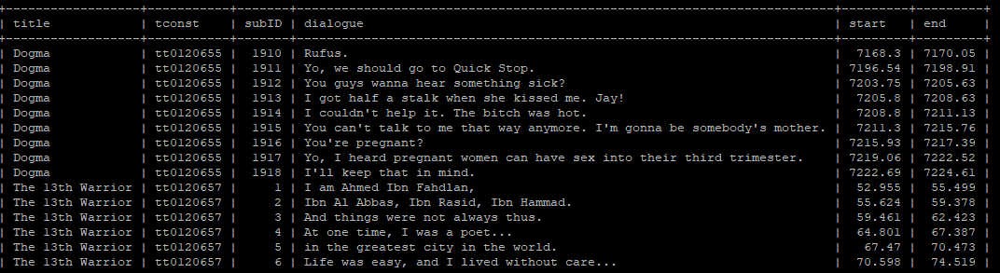 | title | tconst | subID | dialogue | start | end |
| Dogma | tt0120655 | 1910 | Rufus. | 7168.3 | 7170.05 |
| Dogma | tt0120655 | 1911 | Yo, we should go to Quick Stop. | 7196.54 | 7198.91 |
| Dogma | tt0120655 | 1912 | You guys wanna hear something sick? | 7203.75 | 7205.63 |
| Dogma | tt0120655 | 1913 | I got half a stalk when she kissed me. Jay! | 7205.8 | 7208.63 |
| Dogma | tt0120655 | 1914 | I couldn't help it. The bitch was hot. | 7208.8 | 7211.13 |
| Dogma | tt0120655 | 1915 | You can't talk to me that way anymore. I'm gonna be somebody's mother. | 7211.3 | 7215.76 |
| Dogma | tt0120655 | 1916 | You're pregnant? | 7215.93 | 7217.39 |
| Dogma | tt0120655 | 1917 | Yo, I heard pregnant women can have sex into their third trimester. | 7219.06 | 7222.52 |
| Dogma | tt0120655 | 1918 | I'll keep that in mind. | 7222.69 | 7224.61 |
| The 13th Warrior | tt0120657 | 1 | I am Ahmed Ibn Fahdlan, | 52.955 | 55.499 |
| The 13th Warrior | tt0120657 | 2 | Ibn Al Abbas, Ibn Rasid, Ibn Hammad. | 55.624 | 59.378 |
| The 13th Warrior | tt0120657 | 3 | And things were not always thus. | 59.461 | 62.423 |
| The 13th Warrior | tt0120657 | 4 | At one time, I was a poet... | 64.801 | 67.387 |
| The 13th Warrior | tt0120657 | 5 | in the greatest city in the world. | 67.47 | 70.473 |
| The 13th Warrior | tt0120657 | 6 | Life was easy, and I lived without care... | 70.598 | 74.519 |